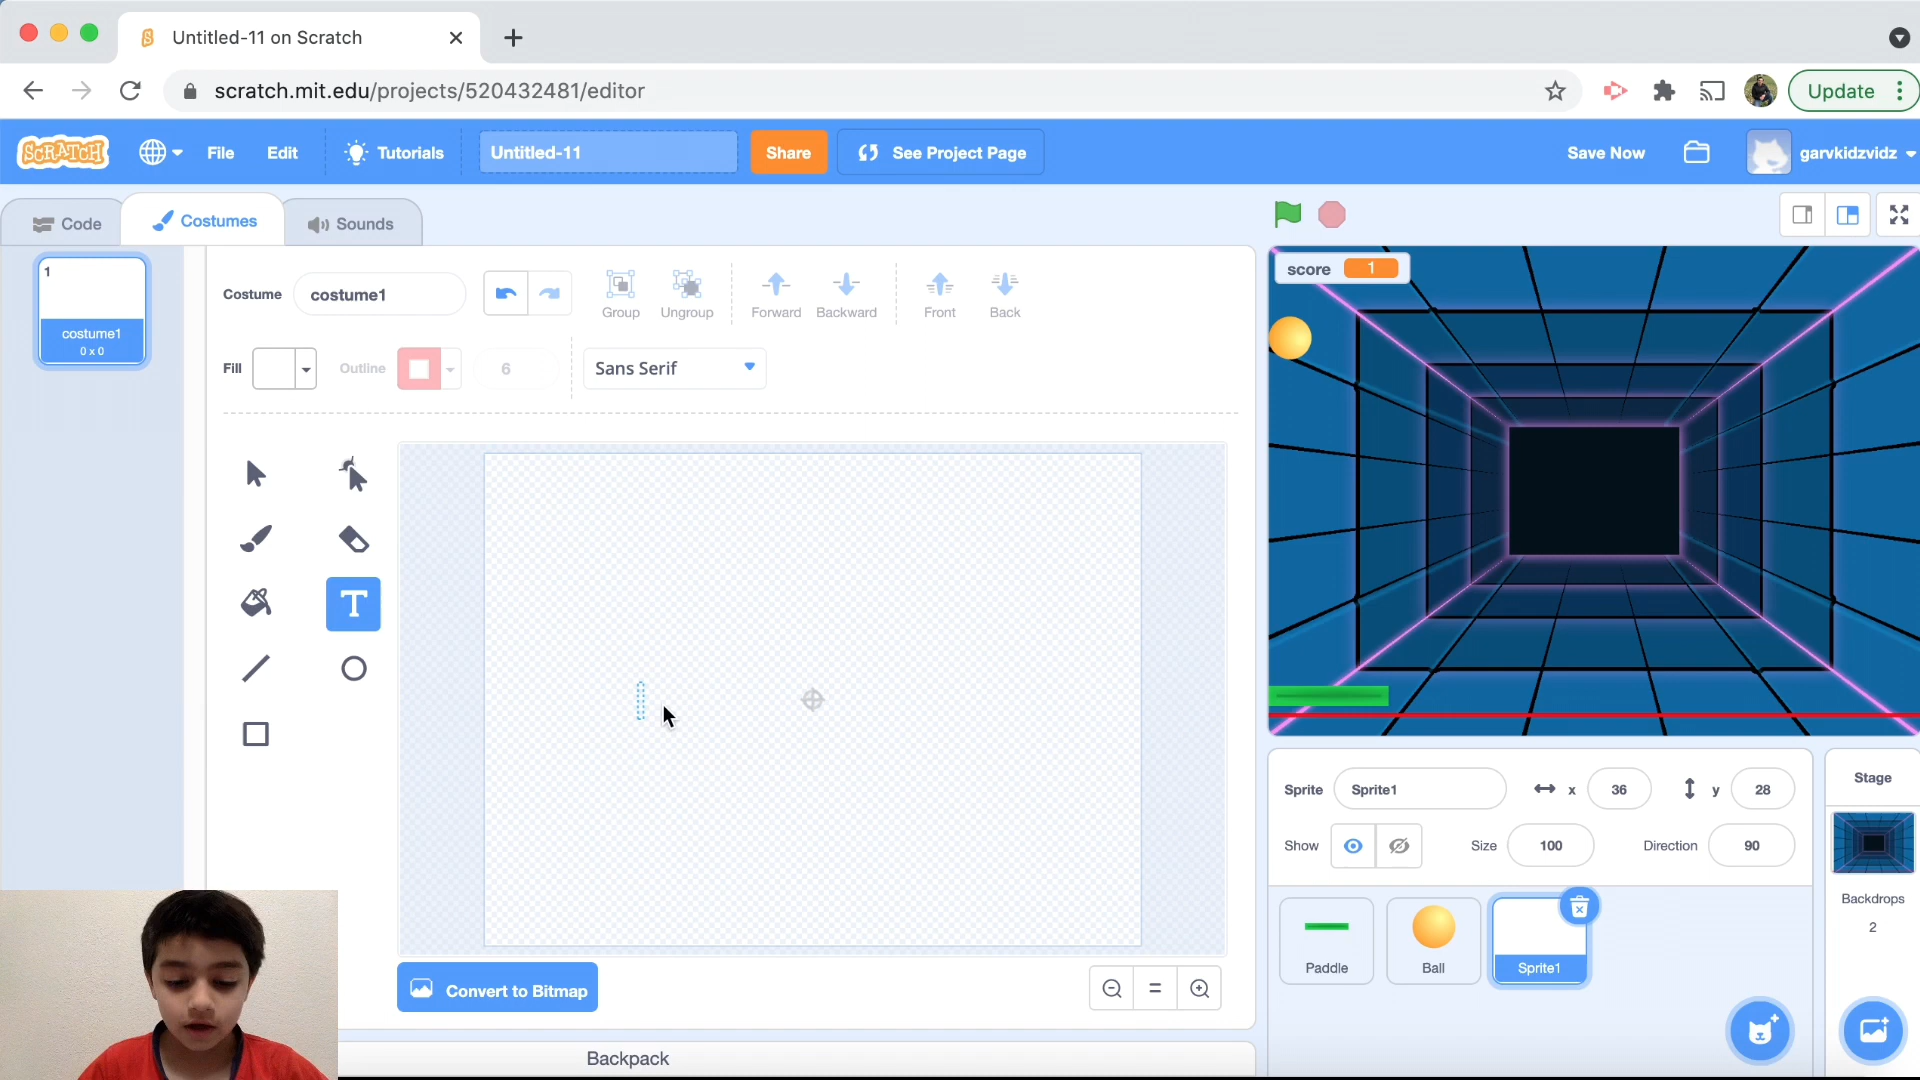 Untitled-11 on Scratch
scratch.mit.edu/projects/520432481/editor
Update
SCRATCH
File
Edit
Tutorials
Untitled-11
Share
See Project Page
Save Now
garvkidzvidz
Code
Costumes
Sounds
1
costume1
0 x 0
Costume
costume1
Group
Ungroup
Forward
Backward
Front
Back
Fill
Outline
6
Sans Serif
T
Convert to Bitmap
Backpack
score 1
Sprite
Sprite1
x
36
y
28
Show
Size
100
Direction
90
Paddle
Ball
Sprite1
Stage
Backdrops
2